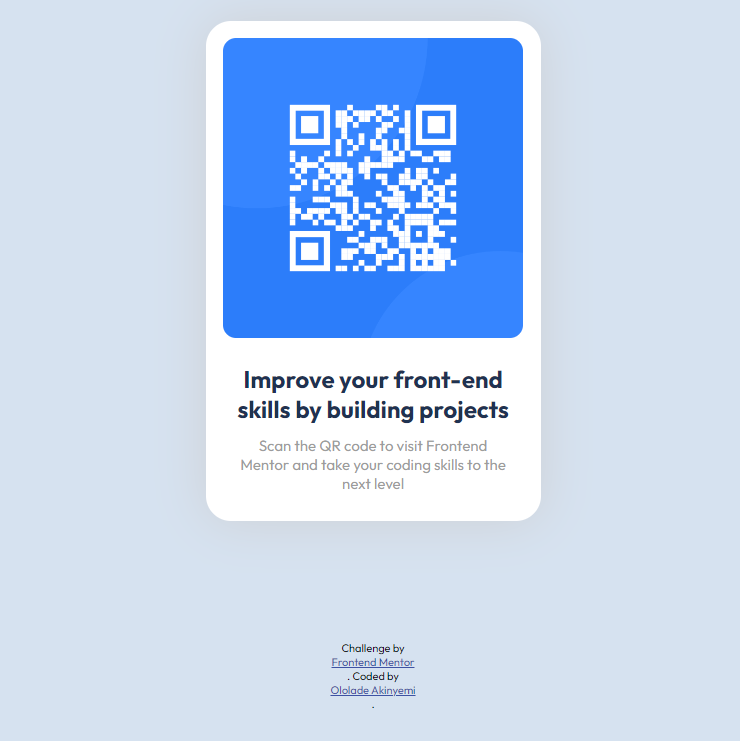 Improve your front-end
skills by building projects
Scan the QR code to visit Frontend
Mentor and take your coding skills to the
next level
Challenge by
Frontend Mentor
. Coded by
Ololade Akinyemi
.